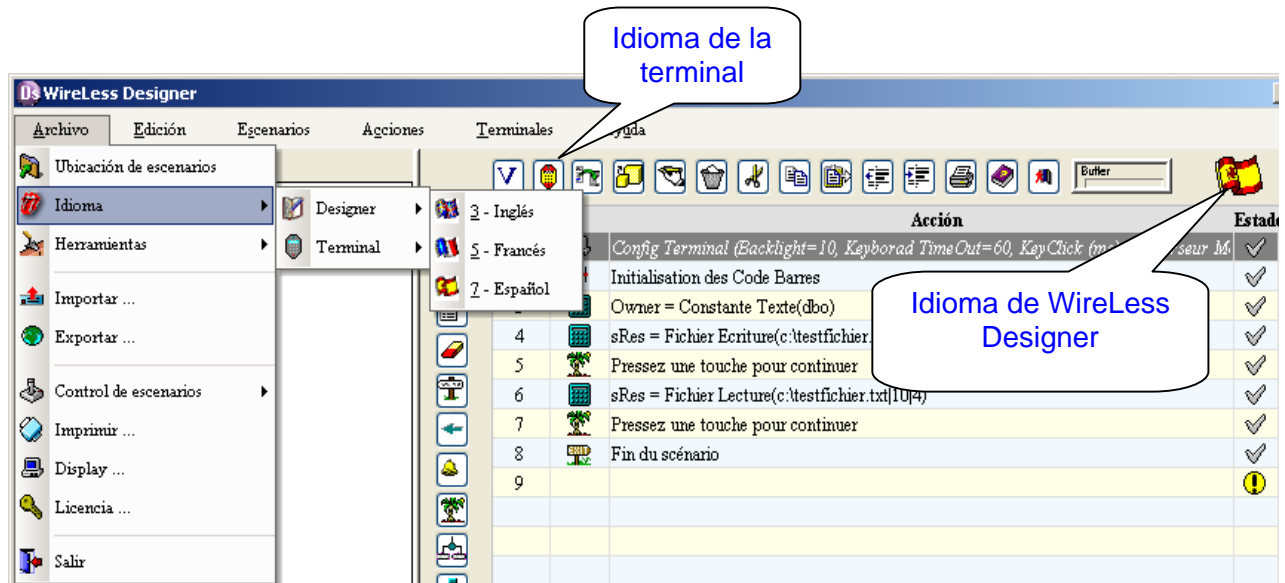 Idioma de la
terminal
Ds WireLess Designer
Archivo Edición Escenarios Acciones Terminales
Ubicación de escenarios
Idioma
Herramientas
Importar ...
Exportar ...
Control de escenarios
Imprimir ...
Display ...
Licencia ...
Salir
Designer
Terminal
3 - Inglés
5 - Francés
7 - Español
V
Buffer
Acción Estado
Config Terminal (Backlight=10, Keyborad TimeOut=60, KeyClick (ms)
Initialisation des Code Barres
Owner = Constante Texte(dbo)
4 sRes = Fichier Ecriture(c:\testfichier.
5 Pressez une touche pour continuer
6 sRes = Fichier Lecture(c:\testfichier.txt|10|4)
7 Pressez une touche pour continuer
8 Fin du scénario
9
Idioma de WireLess
Designer